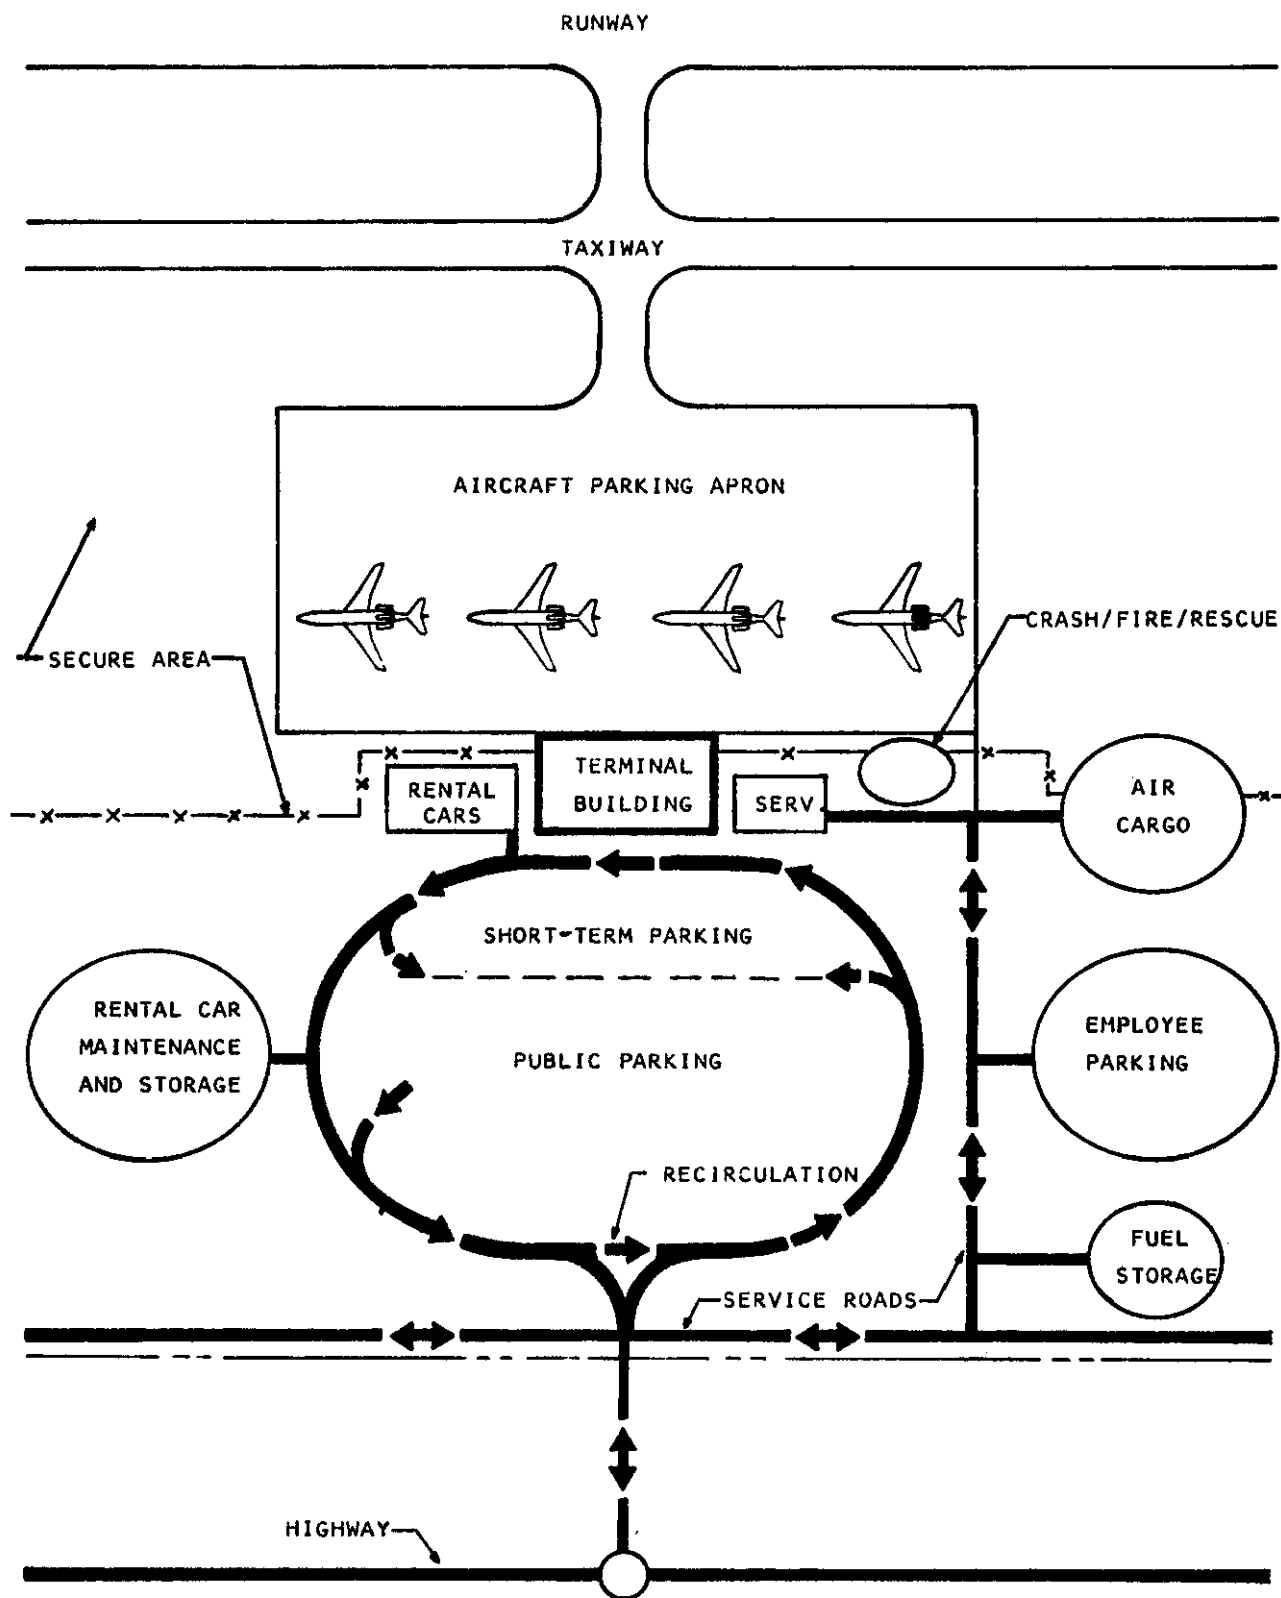 RUNWAY
TAXIWAY
AIRCRAFT PARKING APRON
CRASH/FIRE/RESCUE
SECURE AREA
RENTAL
CARS
TERMINAL
BUILDING
SERV
AIR
CARGO
SHORT-TERM PARKING
RENTAL CAR
MAINTENANCE
AND STORAGE
PUBLIC PARKING
EMPLOYEE
PARKING
RECIRCULATION
FUEL
STORAGE
SERVICE ROADS
HIGHWAY